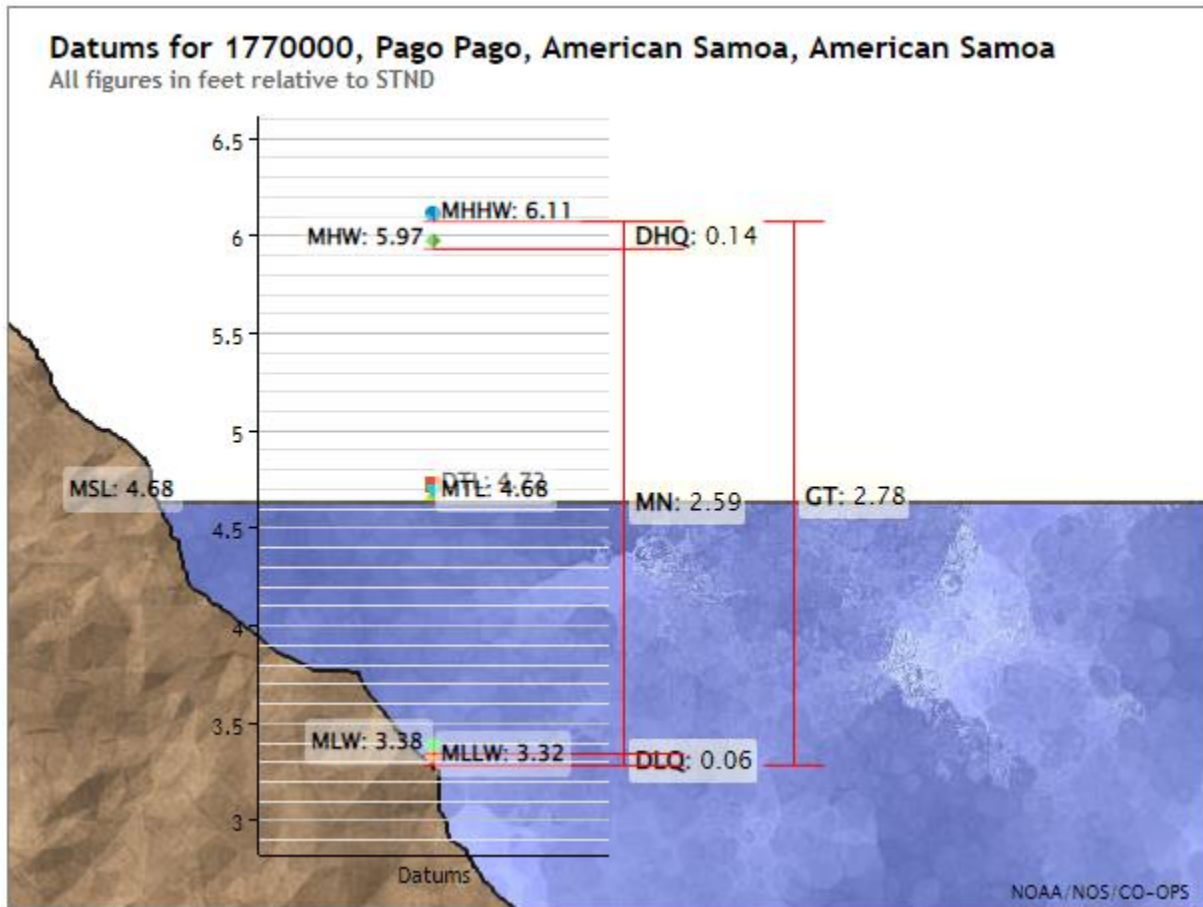 Datums for 1770000, Pago Pago, American Samoa, American Samoa
All figures in feet relative to STND
6.5
MHHW: 6.11
MHW: 5.97
6
DHQ: 0.14
5.5
5
DTL: 4.72
MSL: 4.68
MTL: 4.68
MN: 2.59
GT: 2.78
4.5
4
3.5
MLW: 3.38
MLLW: 3.32
DLQ: 0.06
3
Datums
NOAA/NOS/CO-OPS